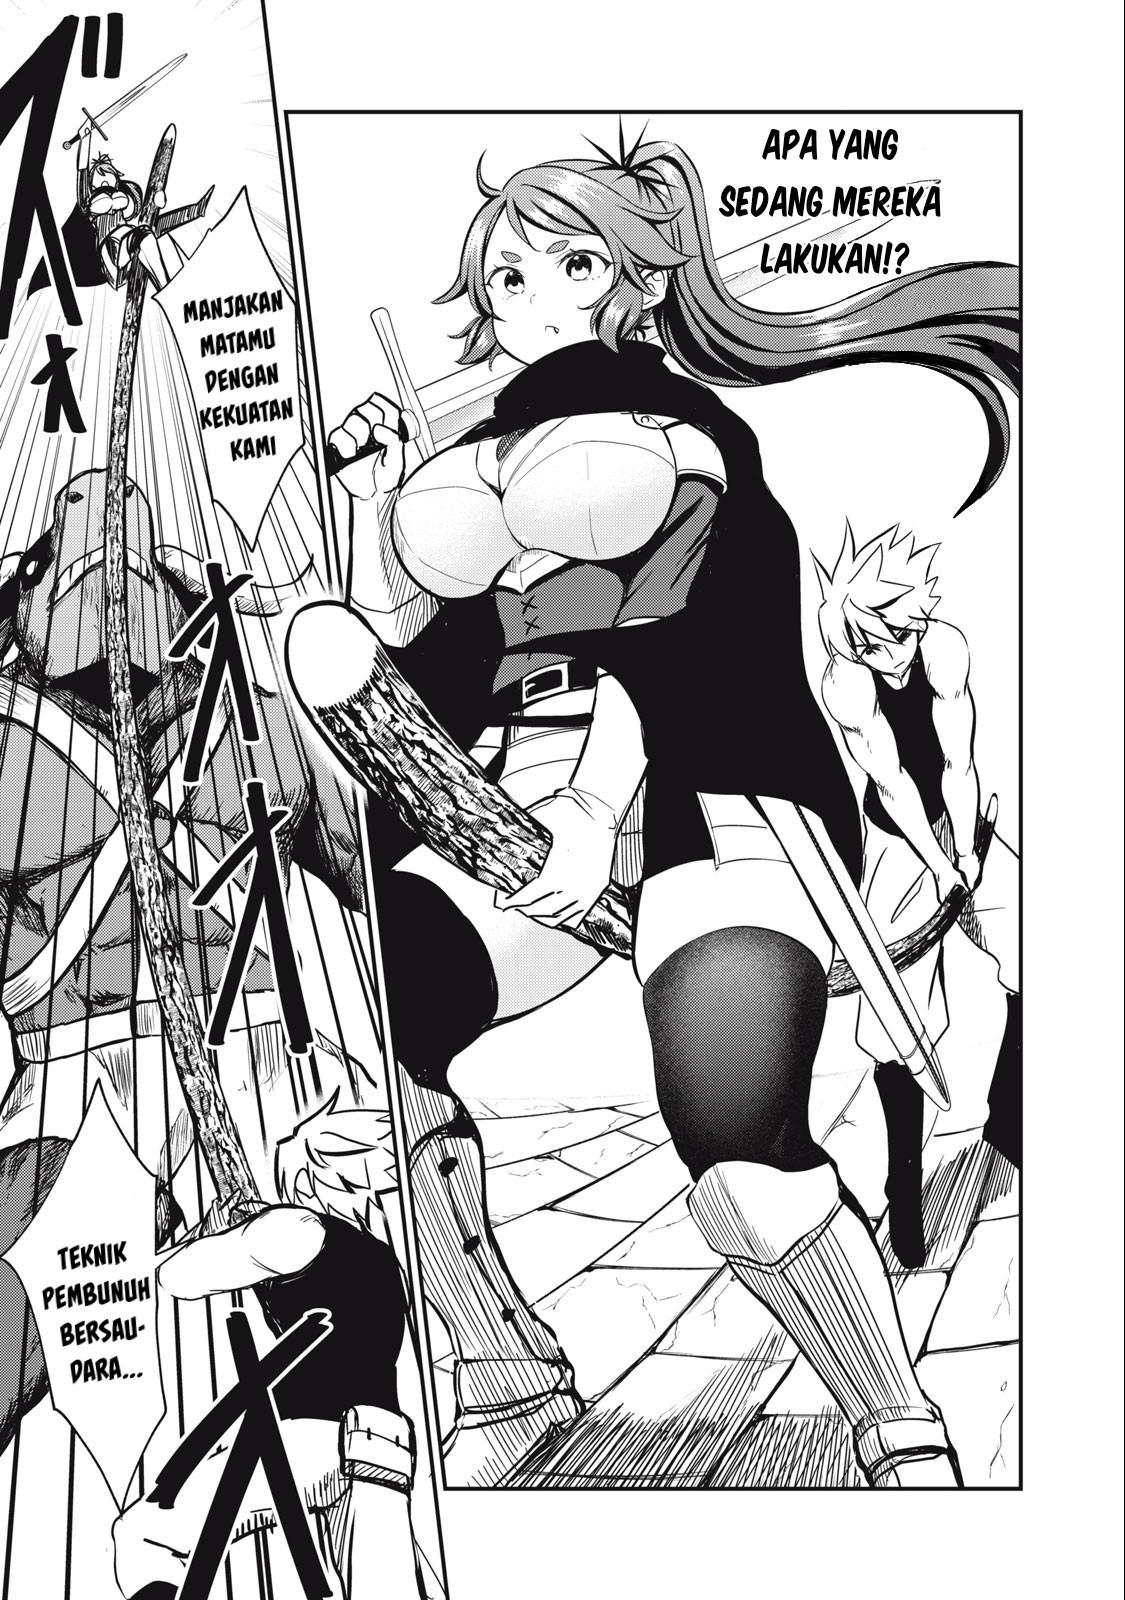 APA YANG
SEDANG MEREKA
LAKUKAN!?
MANJAKAN
MATAMU
DENGAN
KEKUATAN
KAMI
TEKNIK
PEMBUNUH
BERSAU-
DARA...